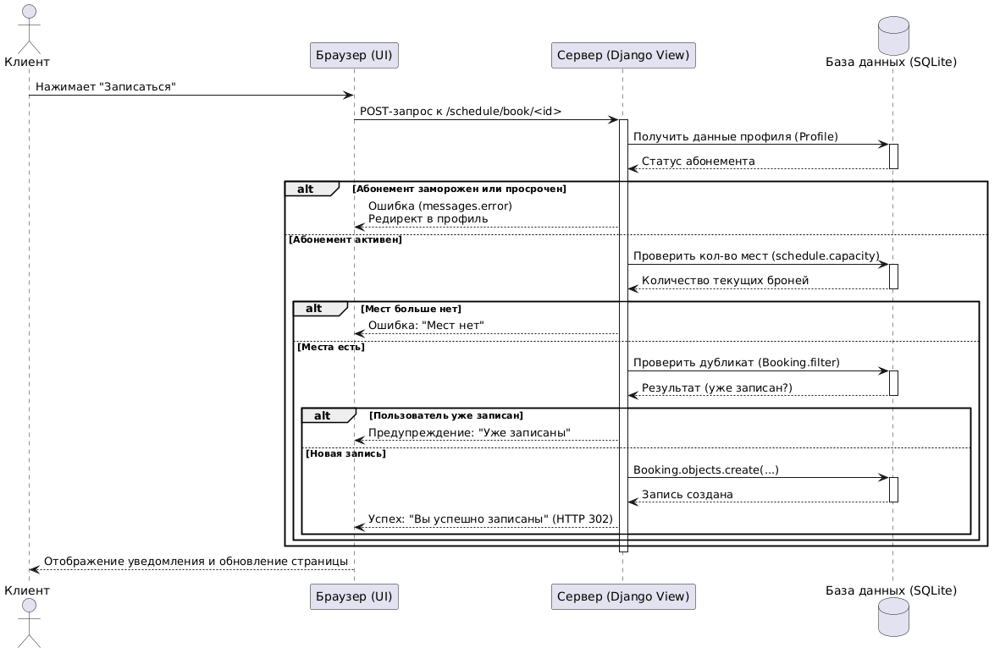 Клиент
Браузер (UI)
Сервер (Django View)
База данных (SQLite)
Нажимает "Записаться"
POST-запрос к /schedule/book/<id>
Получить данные профиля (Profile)
Статус абонемента
alt
[Абонемент заморожен или просрочен]
Ошибка (messages.error)
Редирект в профиль
[Абонемент активен]
Проверить кол-во мест (schedule.capacity)
Количество текущих броней
alt
[Мест больше нет]
Ошибка: "Мест нет"
[Места есть]
Проверить дубликат (Booking.filter)
Результат (уже записан?)
alt
[Пользователь уже записан]
Предупреждение: "Уже записаны"
[Новая запись]
Booking.objects.create(...)
Запись создана
Успех: "Вы успешно записаны" (HTTP 302)
Отображение уведомления и обновление страницы
Клиент
Браузер (UI)
Сервер (Django View)
База данных (SQLite)